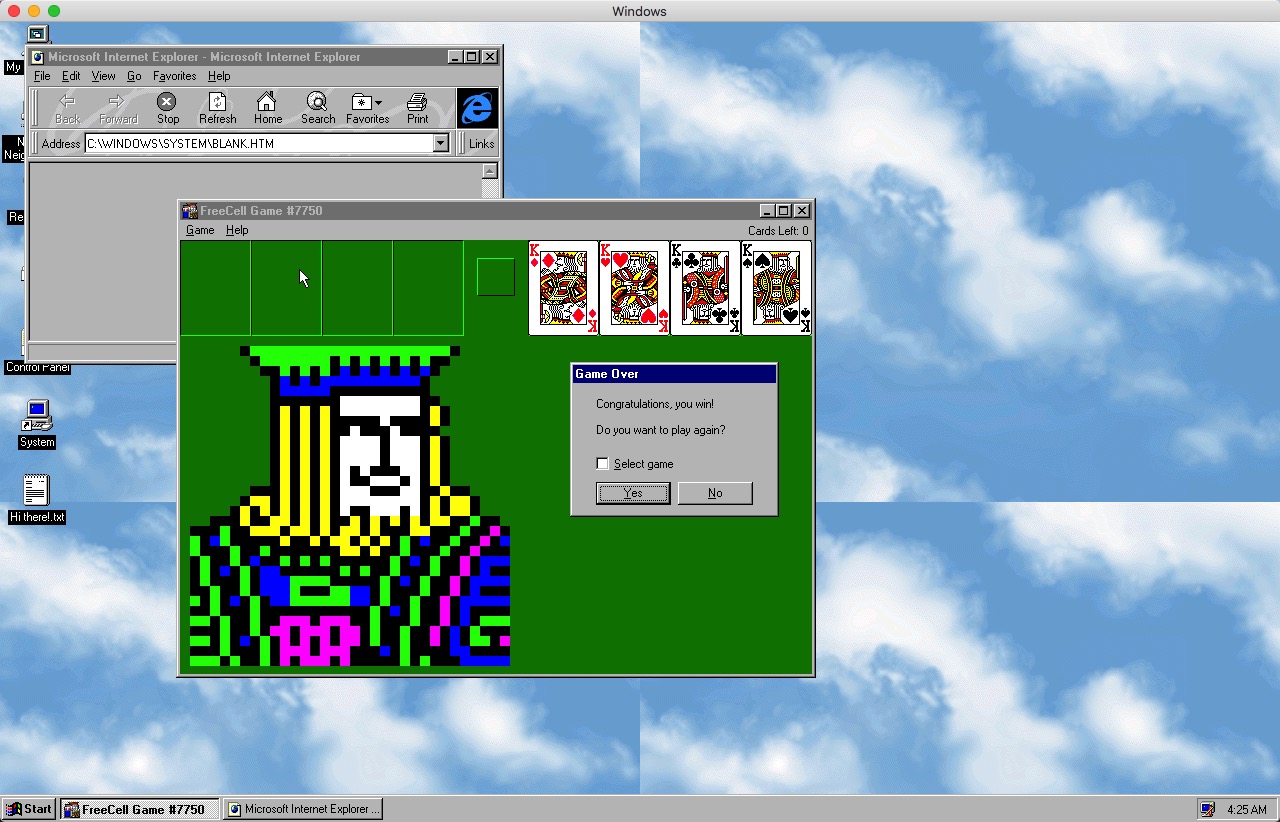 Windows
My
Microsoft Internet Explorer - Microsoft Internet Explorer
File Edit View Go Favorites Help
Back Forward Stop Refresh Home Search Favorites Print
Address C:\WINDOWS\SYSTEM\BLANK.HTM Links
N
Neig
Re
FreeCell Game #7750
Game Help Cards Left: 0
K K K K
K K K K
Control Panel
System
Hi there!.txt
Game Over
Congratulations, you win!
Do you want to play again?
Select game
Yes No
Start FreeCell Game #7750 Microsoft Internet Explorer ... 4:25 AM